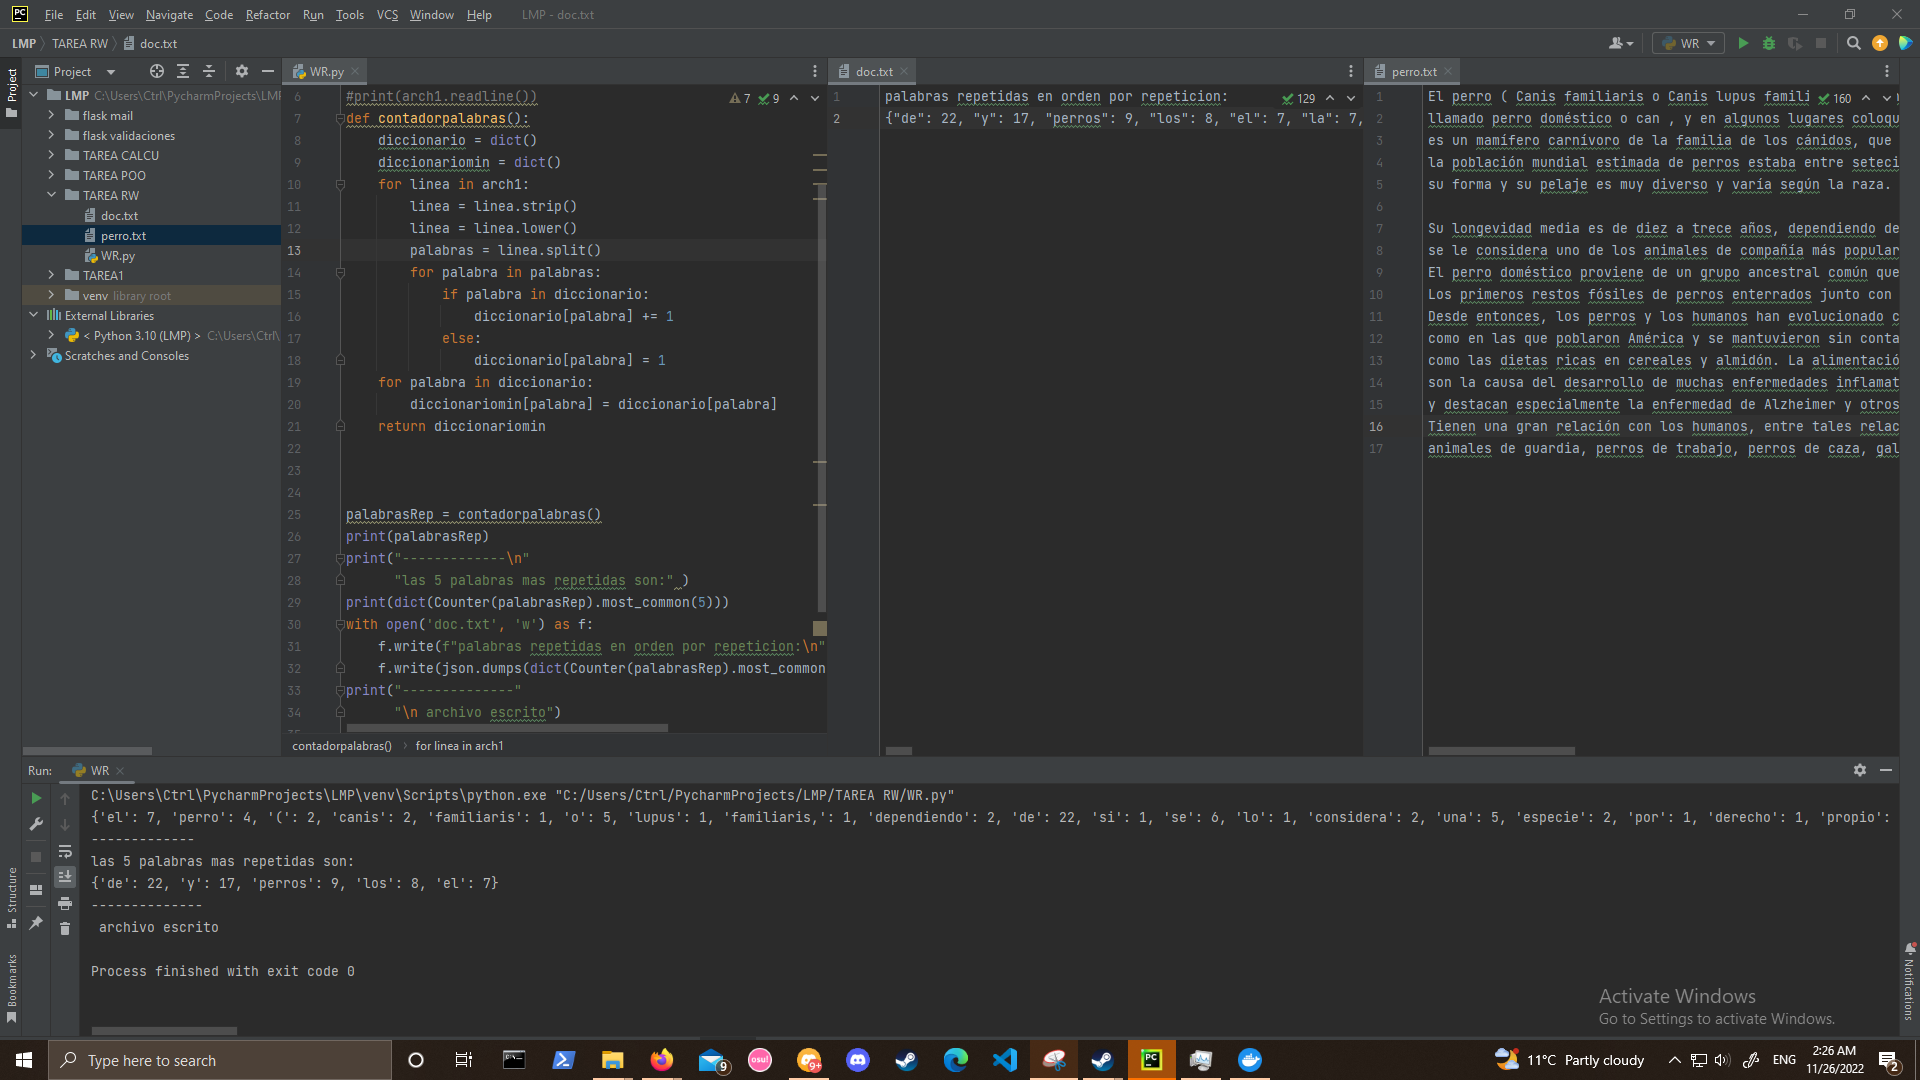 File Edit View Navigate Code Refactor Run Tools VCS Window Help LMP - doc.txt
LMP TAREA RW doc.txt
WR
Project
WR.py
doc.txt
perro.txt
Project
LMP C:\Users\Ctrl\PycharmProjects\LMP
flask mail
flask validaciones
TAREA CALCU
TAREA POO
TAREA RW
doc.txt
perro.txt
WR.py
TAREA1
venv library root
External Libraries
< Python 3.10 (LMP) > C:\Users\Ctrl\
Scratches and Consoles
7 9
6 #print(arch1.readline())
7 def contadorpalabras():
8 diccionario = dict()
9 diccionariomin = dict()
10 for linea in arch1:
11 linea = linea.strip()
12 linea = linea.lower()
13 palabras = linea.split()
14 for palabra in palabras:
15 if palabra in diccionario:
16 diccionario[palabra] += 1
17 else:
18 diccionario[palabra] = 1
19 for palabra in diccionario:
20 diccionariomin[palabra] = diccionario[palabra]
21 return diccionariomin
22
23
24
25 palabrasRep = contadorpalabras()
26 print(palabrasRep)
27 print("-------------\n"
28 "las 5 palabras mas repetidas son:" )
29 print(dict(Counter(palabrasRep).most_common(5)))
30 with open('doc.txt', 'w') as f:
31 f.write(f"palabras repetidas en orden por repeticion:\n"
32 f.write(json.dumps(dict(Counter(palabrasRep).most_common
33 print("--------------"
34 "\n archivo escrito")
contadorpalabras() for linea in arch1
129
1 palabras repetidas en orden por repeticion:
2 {"de": 22, "y": 17, "perros": 9, "los": 8, "el": 7, "la": 7,
160
1 El perro ( Canis familiaris o Canis lupus famili
2 llamado perro doméstico o can , y en algunos lugares coloqu
3 es un mamifero carnivoro de la familia de los cánidos, que
4 la población mundial estimada de perros estaba entre seteci
5 su forma y su pelaje es muy diverso y varía según la raza.
6
7 Su longevidad media es de diez a trece años, dependiendo de
8 se le considera uno de los animales de compañía más popular
9 El perro doméstico proviene de un grupo ancestral común que
10 Los primeros restos fósiles de perros enterrados junto con
11 Desde entonces, los perros y los humanos han evolucionado c
12 como en las que poblaron América y se mantuvieron sin conta
13 como las dietas ricas en cereales y almidón. La alimentació
14 son la causa del desarrollo de muchas enfermedades inflamat
15 y destacan especialmente la enfermedad de Alzheimer y otros
16 Tienen una gran relación con los humanos, entre tales relac
17 animales de guardia, perros de trabajo, perros de caza, gal
Run: WR
C:\Users\Ctrl\PycharmProjects\LMP\venv\Scripts\python.exe "C:/Users/Ctrl/PycharmProjects/LMP/TAREA RW/WR.py"
{'el': 7, 'perro': 4, '(': 2, 'canis': 2, 'familiaris': 1, 'o': 5, 'lupus': 1, 'familiaris,': 1, 'dependiendo': 2, 'de': 22, 'si': 1, 'se': 6, 'lo': 1, 'considera': 2, 'una': 5, 'especie': 2, 'por': 1, 'derecho': 1, 'propio':
-------------
las 5 palabras mas repetidas son:
{'de': 22, 'y': 17, 'perros': 9, 'los': 8, 'el': 7}
--------------
archivo escrito
Process finished with exit code 0
Structure
Bookmarks
Notifications
Activate Windows
Go to Settings to activate Windows.
Type here to search
9
osu!
9+
PC
11°C Partly cloudy
ENG
2:26 AM
11/26/2022
2